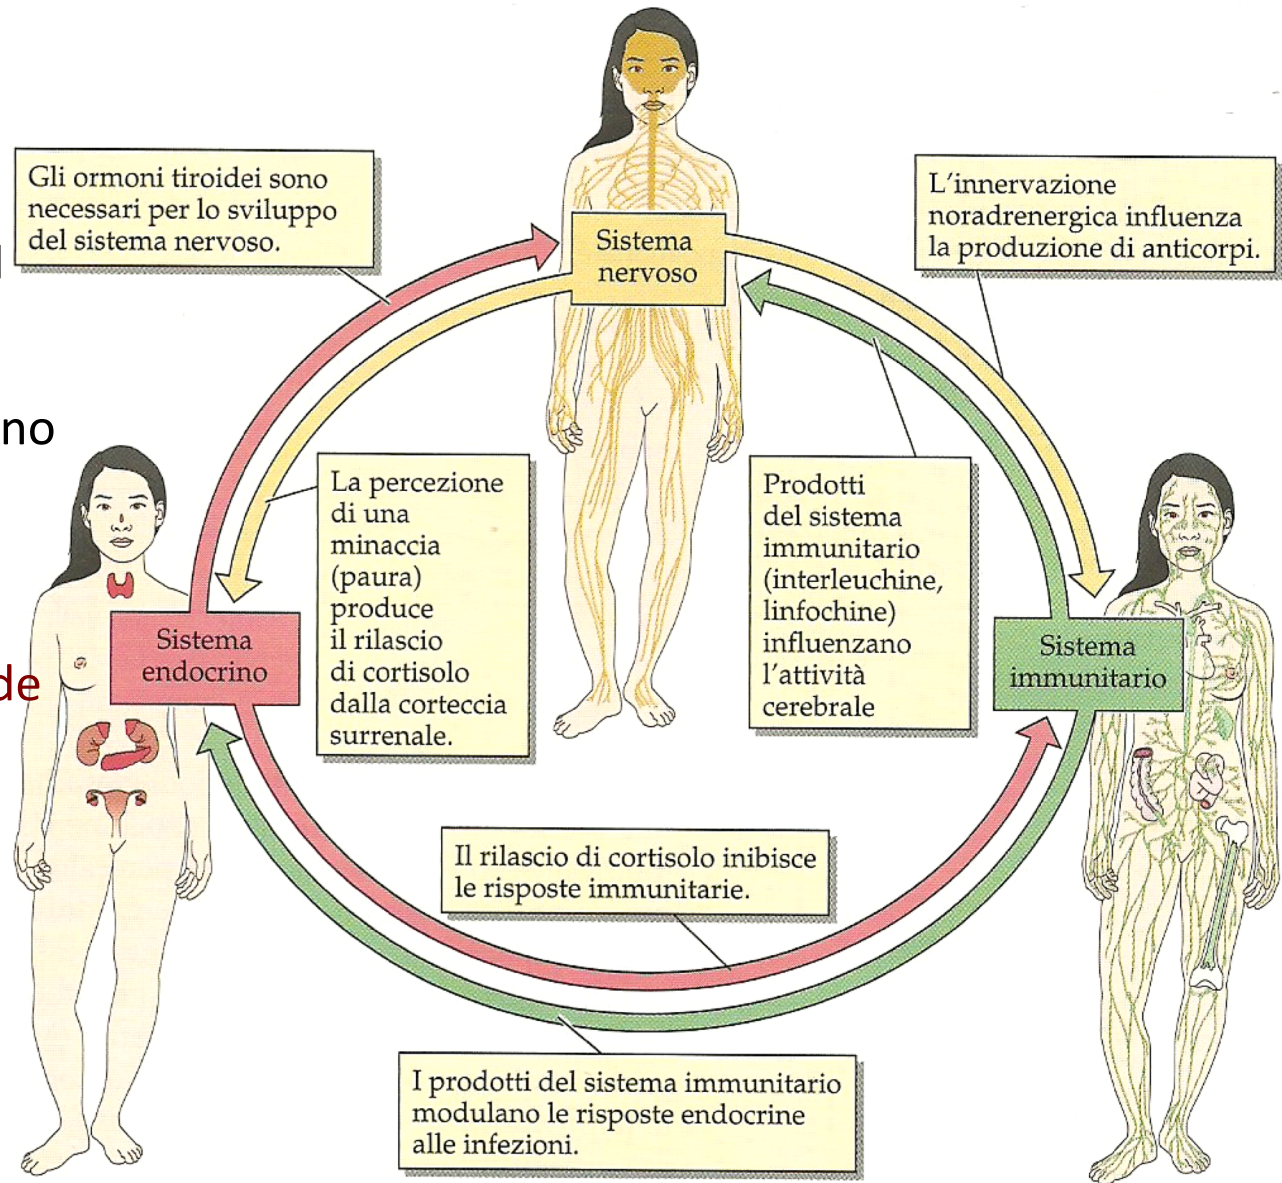 Gli ormoni tiroidei sono
necessari per lo sviluppo
del sistema nervoso.
Sistema
nervoso
L'innervazione
noradrenergica influenza
la produzione di anticorpi.
no
La percezione
di una
minaccia
(paura)
produce
il rilascio
di cortisolo
dalla corteccia
surrenale.
Prodotti
del sistema
immunitario
(interleuchine,
linfochine)
influenzano
l'attività
cerebrale
Sistema
endocrino
de
Sistema
immunitario
Il rilascio di cortisolo inibisce
le risposte immunitarie.
I prodotti del sistema immunitario
modulano le risposte endocrine
alle infezioni.